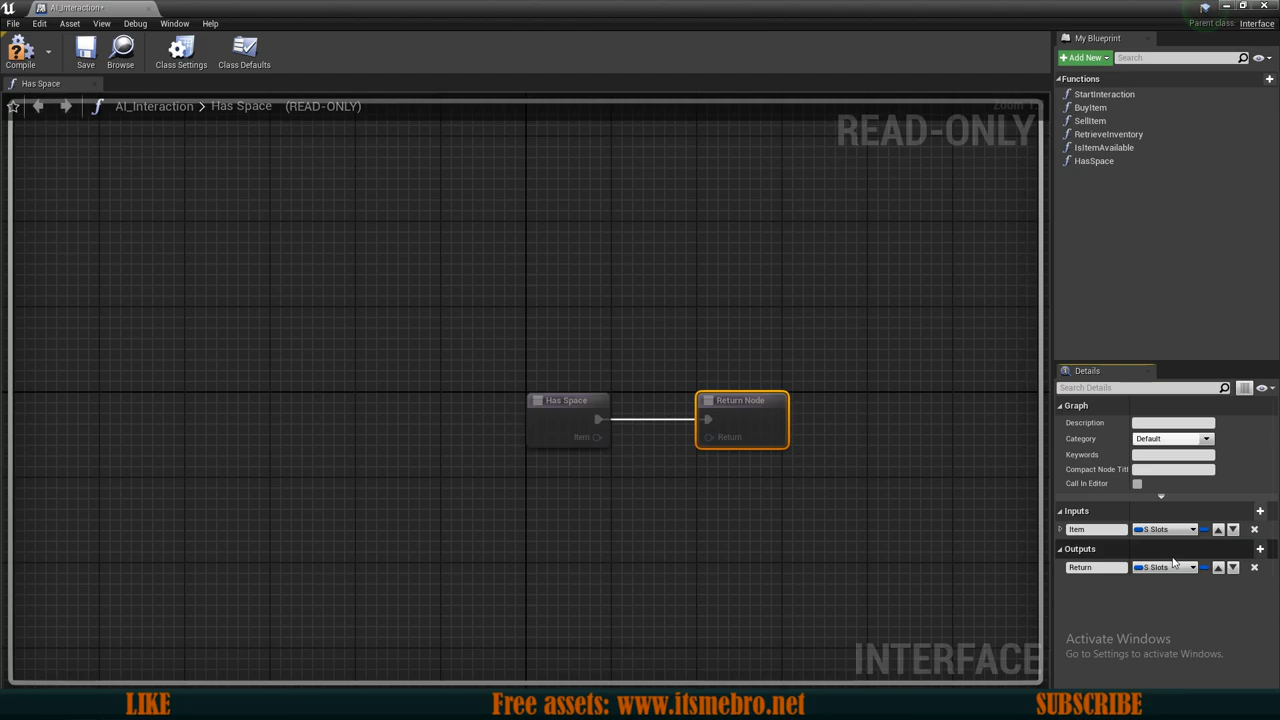 AI_Interaction*
Parent class: Interface
File Edit Asset View Window Debug Window Help
Compile Save Browse Class Settings Class Defaults
Has Space
AI_Interaction > Has Space (READ-ONLY)
READ-ONLY
Has Space
Item
Return Node
Return
INTERFACE
My Blueprint
Add New Search
Functions
StartInteraction
BuyItem
SellItem
RetrieveInventory
IsItemAvailable
HasSpace
Details
Search Details
Graph
Description
Category Default
Keywords
Compact Node Titl
Call In Editor
Inputs
Item S Slots
Outputs
Return S Slots
Activate Windows
Go to Settings to activate Windows.
LIKE Free assets: www.itsmebro.net SUBSCRIBE